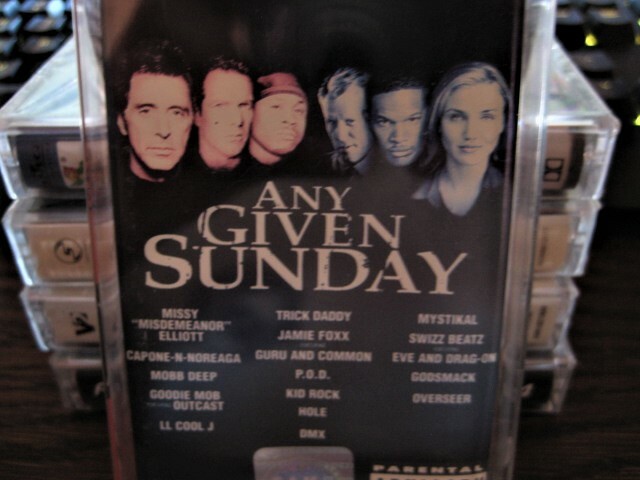 ANY
GIVEN
SUNDAY
MISSY
"MISDEMEANOR"
ELLIOTT
CAPONE-N-NOREAGA
MOBB DEEP
GOODIE MOB
OUTCAST
LL COOL J
TRICK DADDY
JAMIE FOXX
GURU AND COMMON
P.O.D.
KID ROCK
HOLE
DMX
MYSTIKAL
SWIZZ BEATZ
EVE AND DRAG-ON
GODSMACK
OVERSEER
PARENTAL